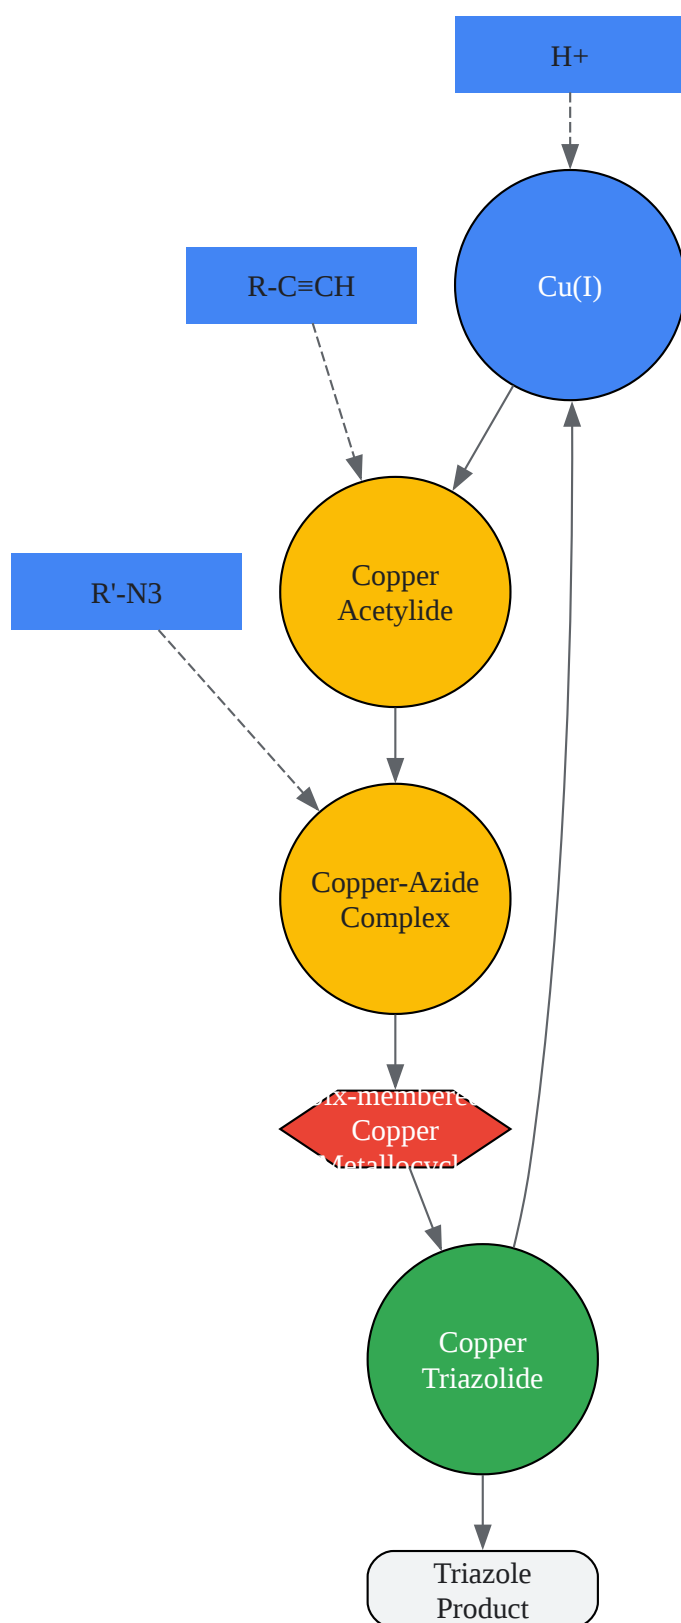 H+
Cu(I)
R-C≡CH
Copper
Acetylide
R'-N3
Copper-Azide
Complex
Copper
Copper
Triazolide
Triazole
Product